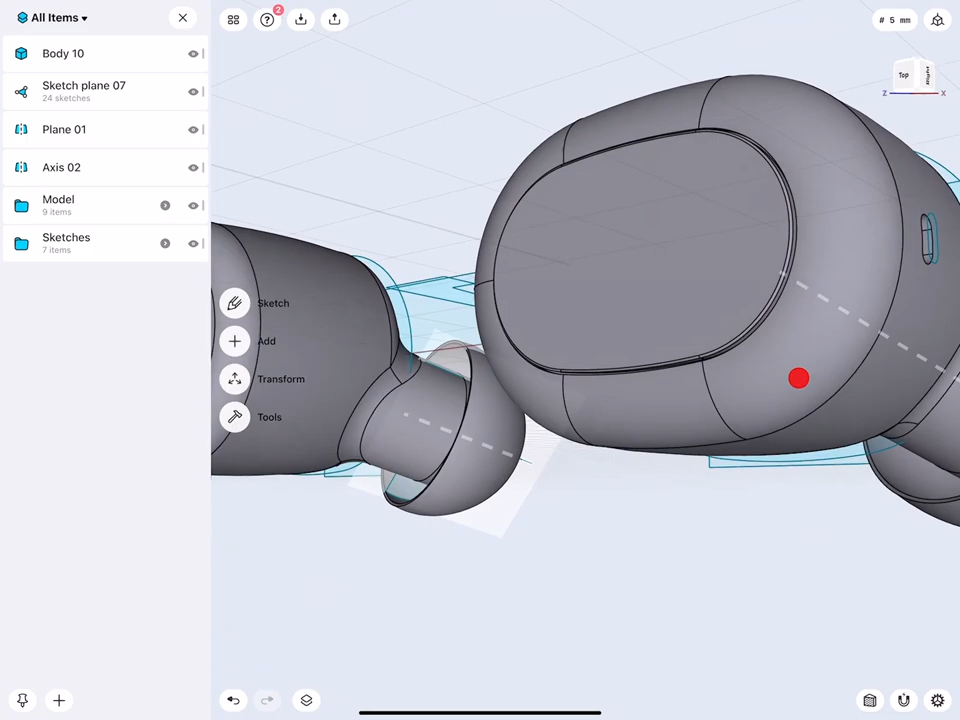 All Items
Body 10
Sketch plane 07
24 sketches
Plane 01
Axis 02
Model
9 items
Sketches
7 items
Sketch
Add
Transform
Tools
?
2
# 5 mm
Top
Right
Z
X